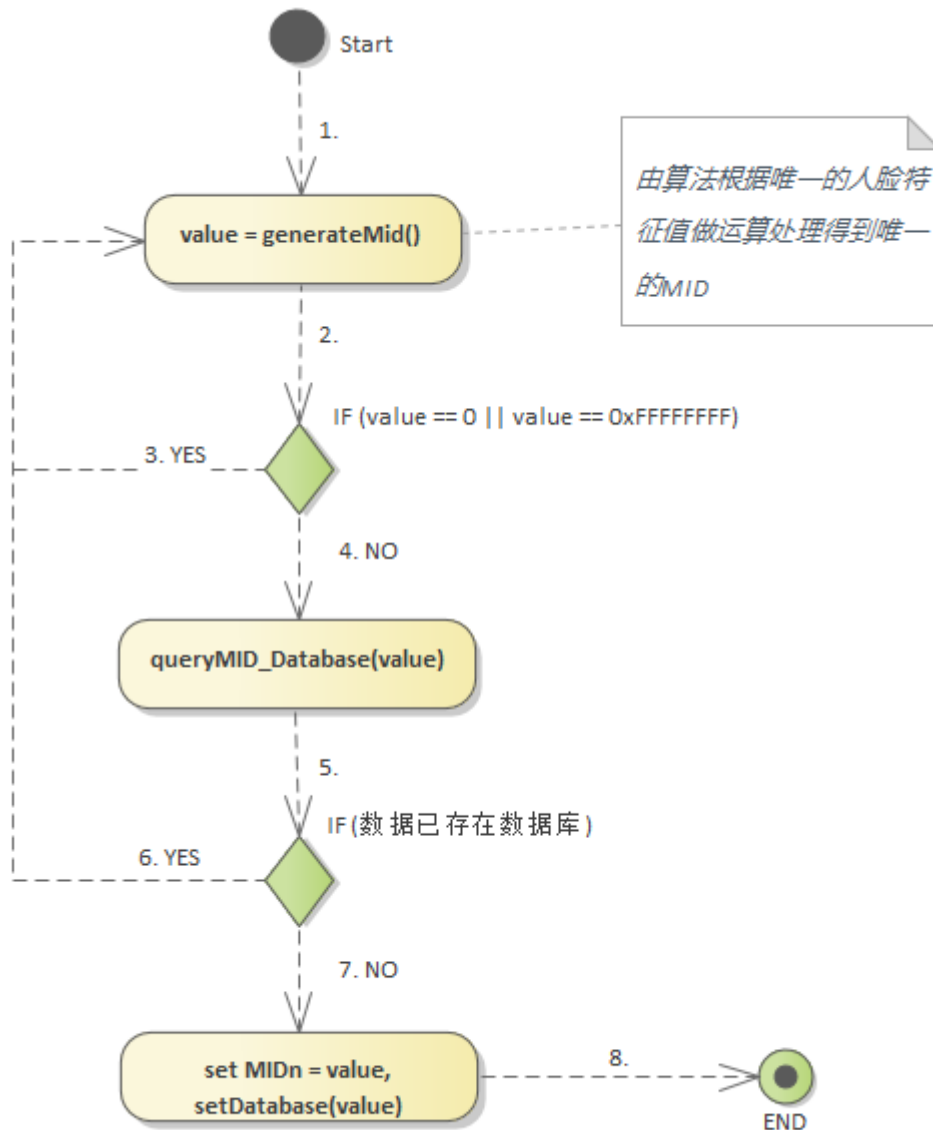 Start
1.
value = generateMid()
由算法根据唯一的人脸特
征值做运算处理得到唯一
的MID
2.
IF (value == 0 || value == 0xFFFFFFFF)
3. YES
4. NO
queryMID_Database(value)
5.
IF (数据已存在数据库)
6. YES
7. NO
set MIDn = value,
setDatabase(value)
8.
END